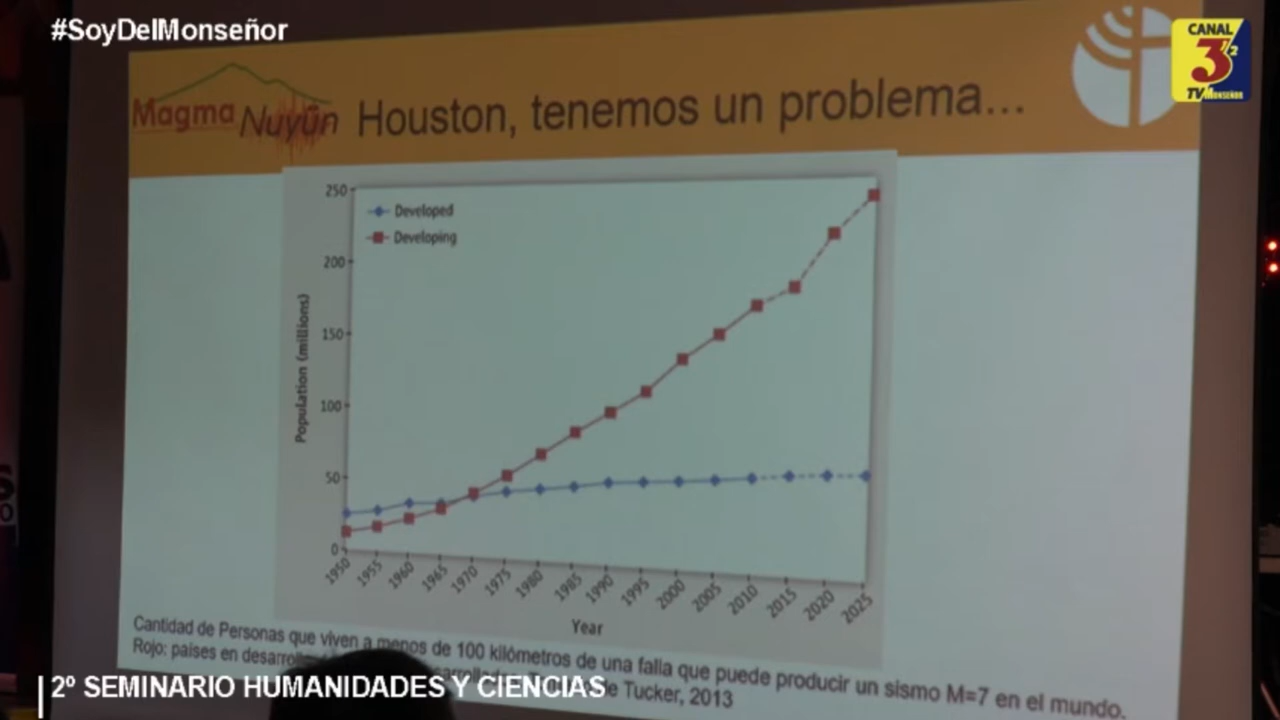 #SoyDelMonseñor
CANAL
3²
TV MONSEÑOR
Magma Nuyün
Houston, tenemos un problema...
250
200
150
100
50
0
Developed
Developing
Population (millions)
1950 1955 1960 1965 1970 1975 1980 1985 1990 1995 2000 2005 2010 2015 2020 2025
Year
Cantidad de Personas que viven a menos de 100 kilómetros de una falla que puede producir un sismo M=7 en el mundo.
Rojo: países en Tucker, 2013
2º SEMINARIO HUMANIDADES Y CIENCIAS